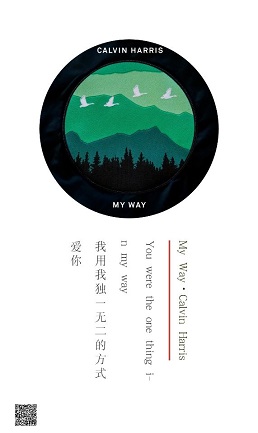 CALVIN HARRIS
MY WAY
My Way·Calvin Harris
You were the one thing i-
n my way
我用我独一无二的方式
爱你